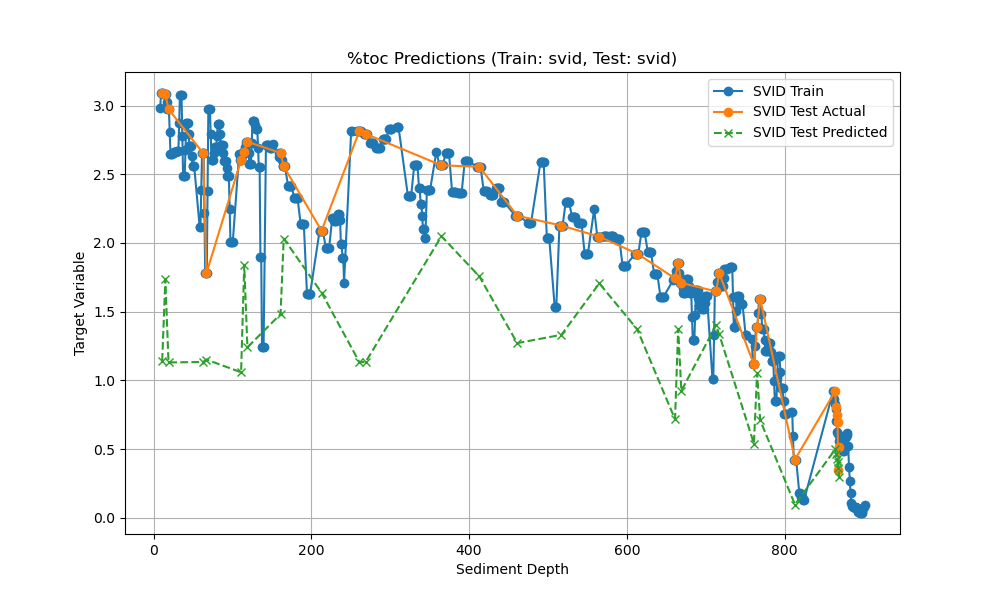 %toc Predictions (Train: svid, Test: svid)
SVID Train
SVID Test Actual
SVID Test Predicted
Target Variable
3.0
2.5
2.0
1.5
1.0
0.5
0.0
0 200 400 600 800
Sediment Depth